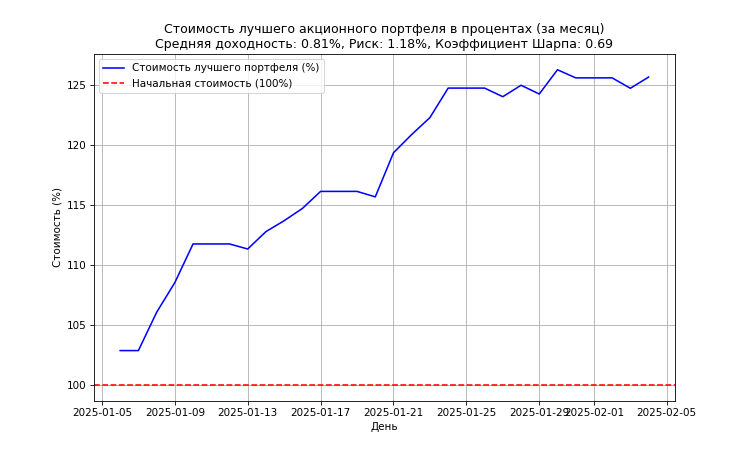 Стоимость лучшего акционного портфеля в процентах (за месяц)
Средняя доходность: 0.81%, Риск: 1.18%, Коэффициент Шарпа: 0.69
Стоимость лучшего портфеля (%)
Начальная стоимость (100%)
Стоимость (%)
125
120
115
110
105
100
2025-01-05 2025-01-09 2025-01-13 2025-01-17 2025-01-21 2025-01-25 2025-01-29 2025-02-01 2025-02-05
День